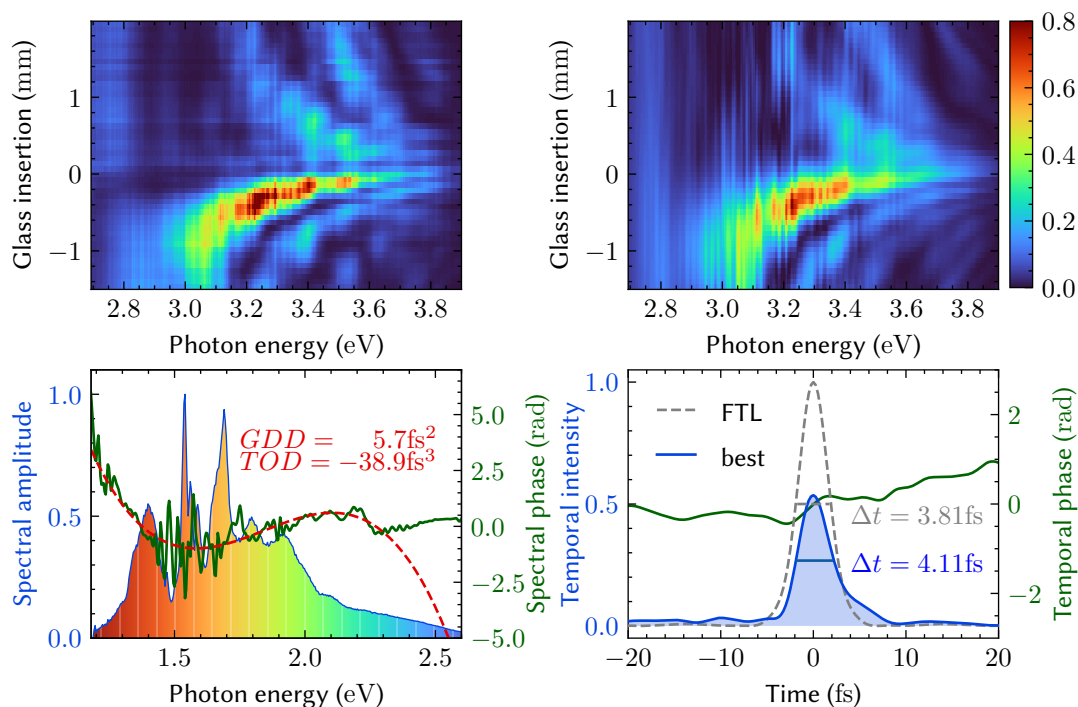 Glass insertion (mm)
1
0
−1
2.8 3.0 3.2 3.4 3.6 3.8
Photon energy (eV)
Glass insertion (mm)
1
0
−1
2.8 3.0 3.2 3.4 3.6 3.8
Photon energy (eV)
0.8
0.6
0.4
0.2
0.0
Spectral amplitude
1.0
0.5
0.0
GDD = 5.7fs²
TOD = −38.9fs³
5.0
2.5
0.0
−2.5
−5.0
Spectral phase (rad)
1.5 2.0 2.5
Photon energy (eV)
Temporal intensity
1.0
0.5
0.0
FTL
best
Δt = 3.81fs
Δt = 4.11fs
2
0
−2
Temporal phase (rad)
−20 −10 0 10 20
Time (fs)